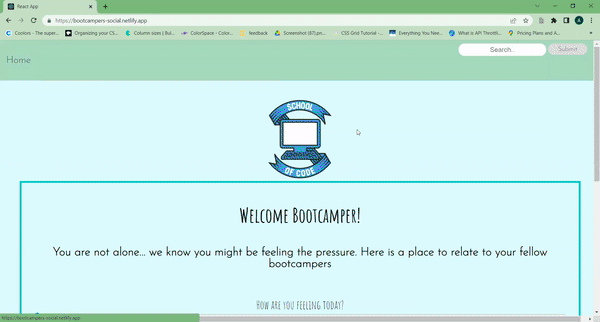 React App
https://bootcampers-social.netlify.app
Coolors - The super...
Organising your CS...
Column sizes | Bul...
ColorSpace - Color...
feedback
Screenshot (67).pn...
CSS Grid Tutorial -...
Everything You Nee...
What is API Throttli...
Pricing Plans and A...
Home
Search..
Submit
SCHOOL
OF CODE
Welcome Bootcamper!
You are not alone... we know you might be feeling the pressure. Here is a place to relate to your fellow
bootcampers
How are you feeling today?
https://bootcampers-social.netlify.app